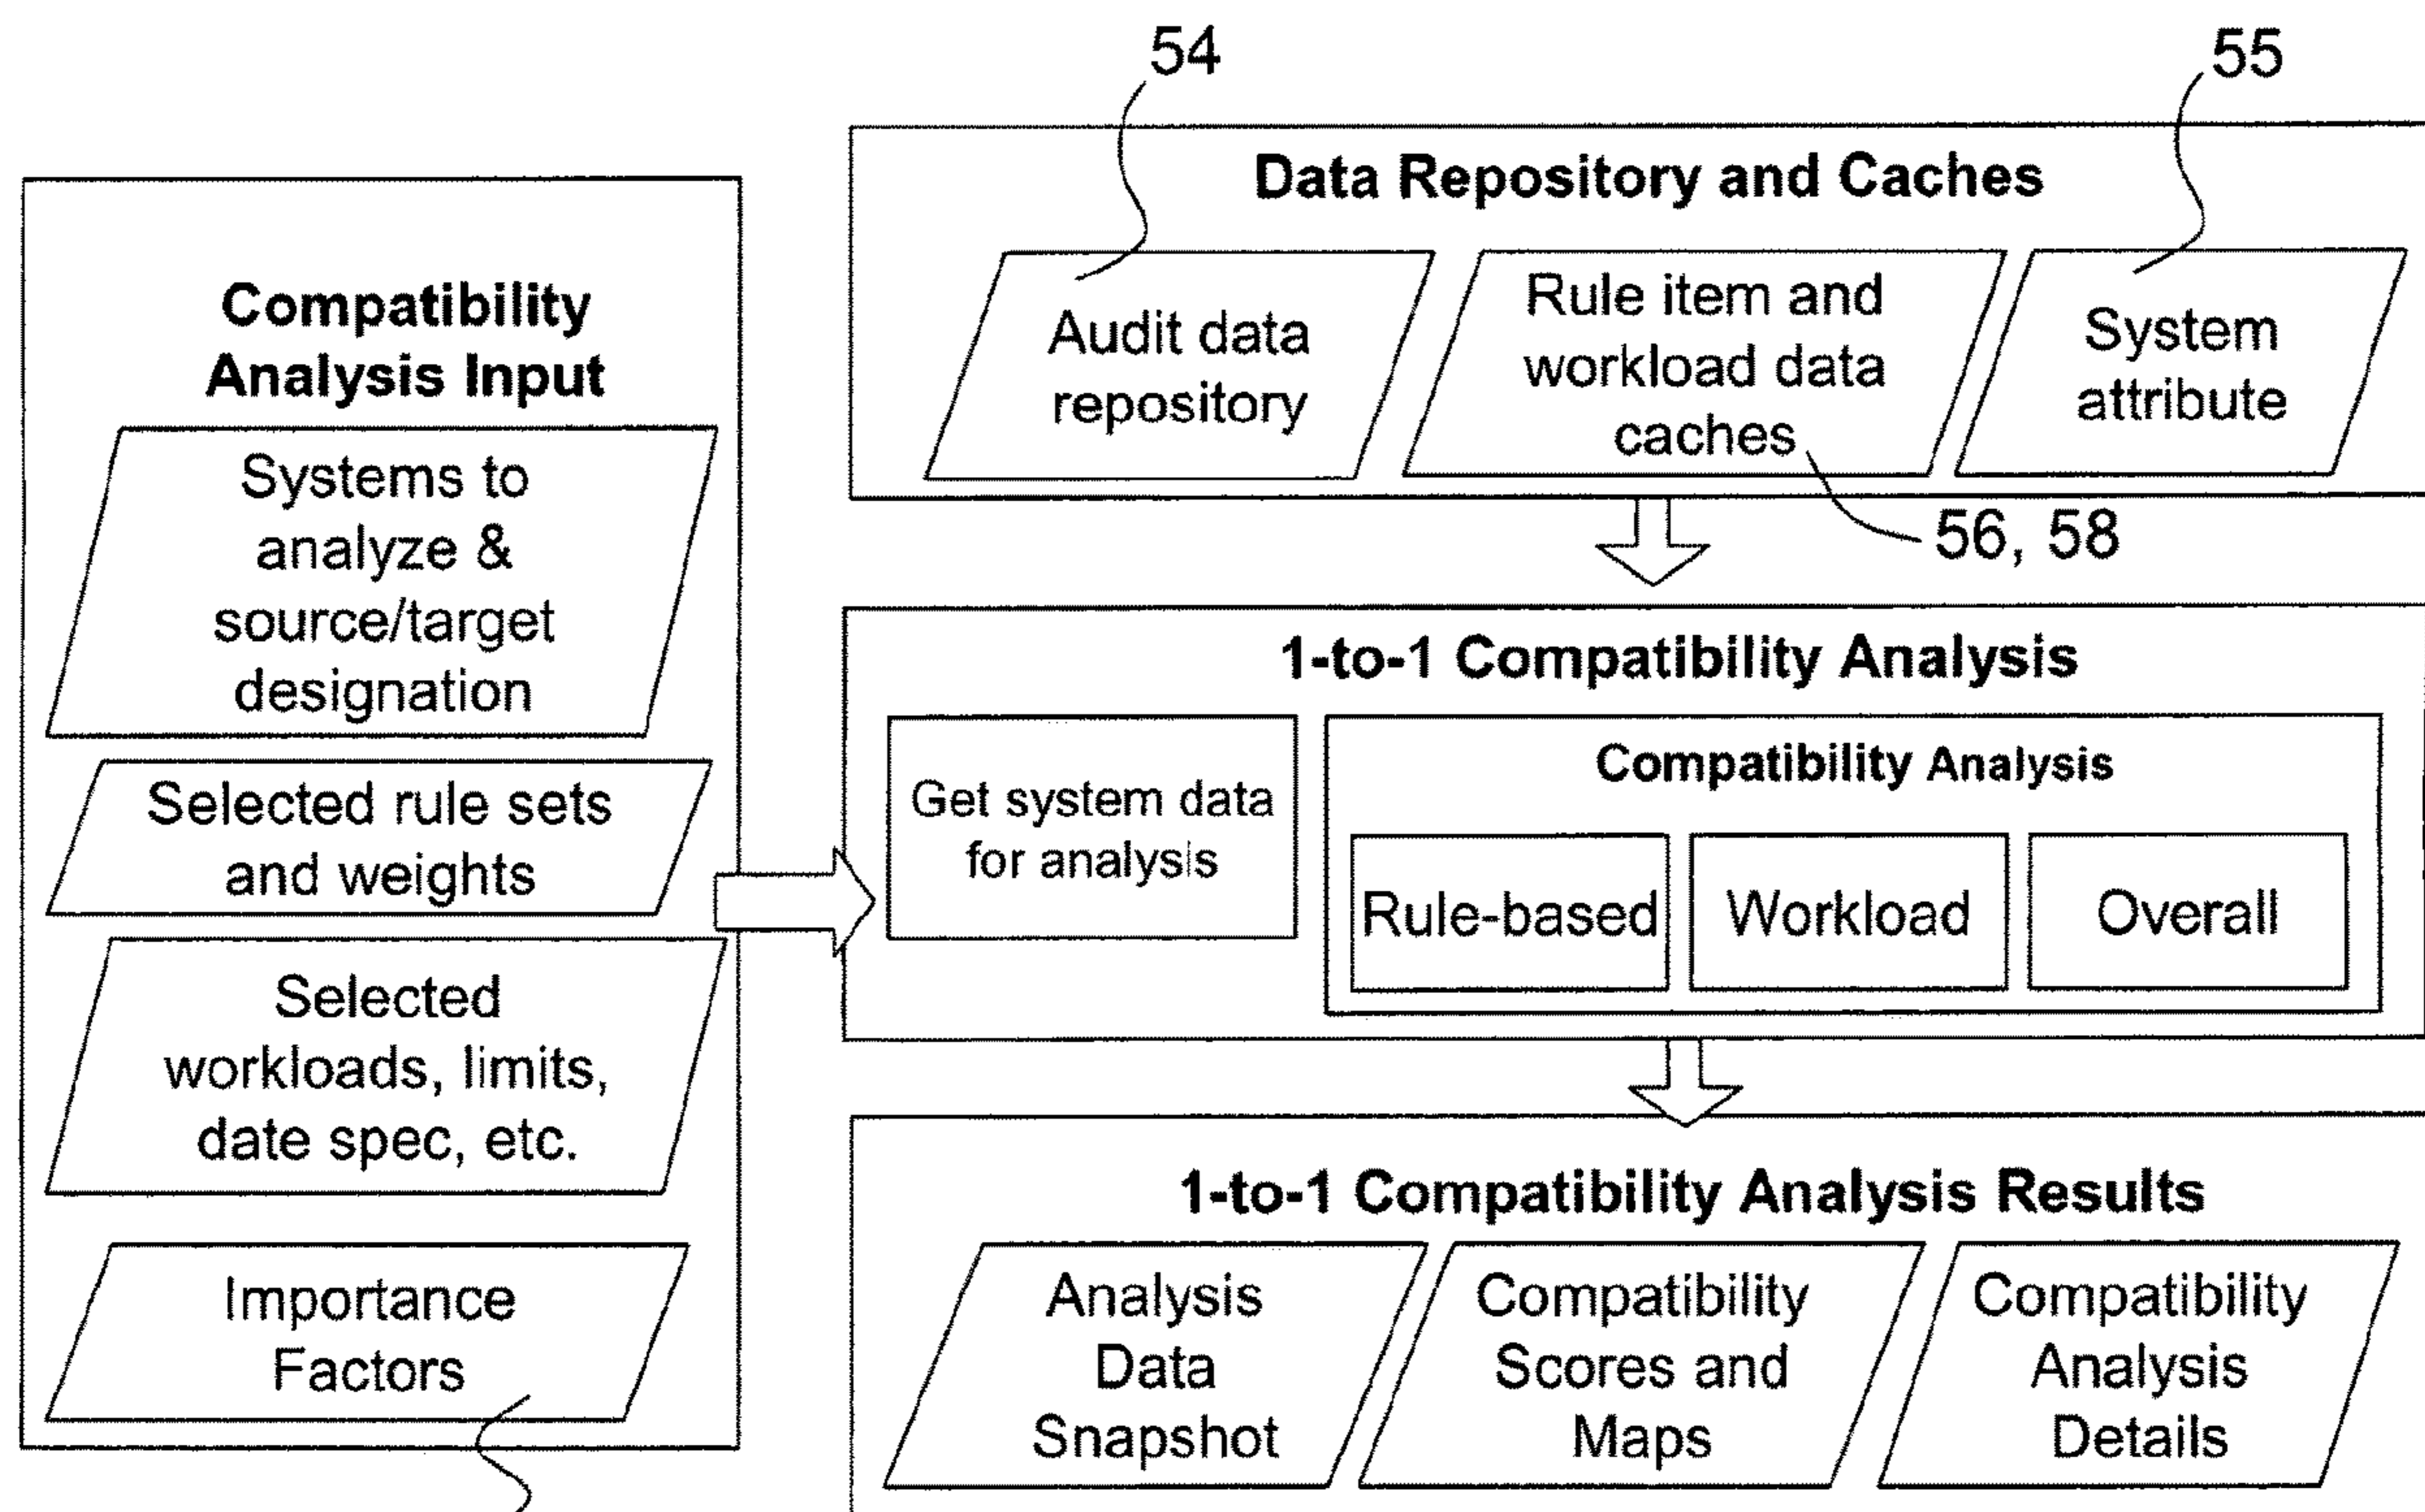 54
55
Data Repository and Caches
Audit data
repository
Rule item and
workload data
caches
System
attribute
56, 58
Compatibility
Analysis Input
Systems to
analyze &
source/target
designation
Selected rule sets
and weights
Selected
workloads, limits,
date spec, etc.
Importance
Factors
1-to-1 Compatibility Analysis
Get system data
for analysis
Compatibility Analysis
Rule-based
Workload
Overall
1-to-1 Compatibility Analysis Results
Analysis
Data
Snapshot
Compatibility
Scores and
Maps
Compatibility
Analysis
Details